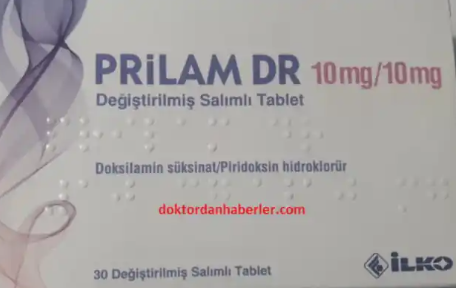 PRiLAM DR 10mg/10mg
Değiştirilmiş Salımlı Tablet
Doksilamin süksinat/Piridoksin hidroklorür
doktordanhaberler.com
30 Değiştirilmiş Salımlı Tablet
İLKO